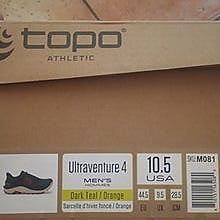 topo
ATHLETIC
Ultraventure 4
MEN'S
HOMMES
Dark Teal / Orange
Sarcelle d'hiver foncé / Orange
10.5
USA
44.5 9.5 28.5
EU UK CM
SKU M081